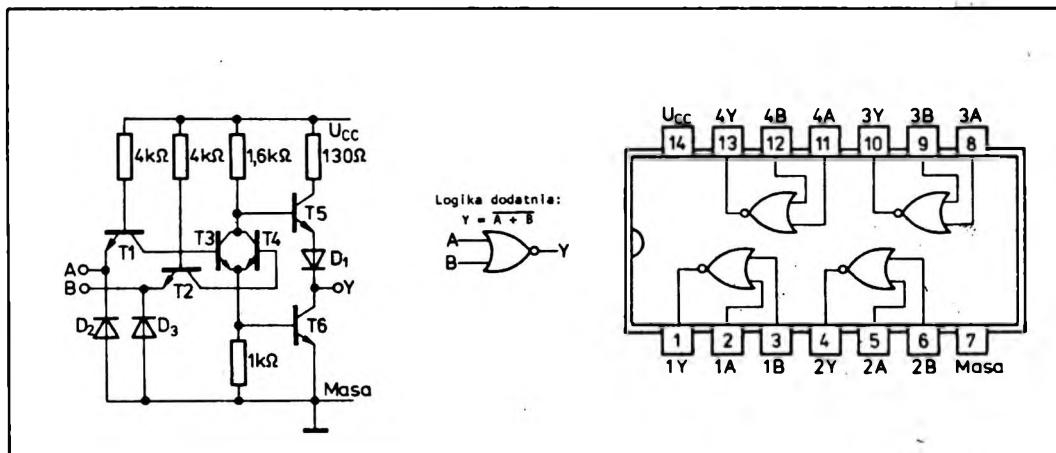 UCC
4kΩ 4kΩ 1,6kΩ 130Ω
T5
T3 T4
T1
D1
A
B
T2
Y
D2 D3
T6
1kΩ
Masa
Logika dodatnia:
Y = A + B
A
B
Y
UCC 4Y 4B 4A 3Y 3B 3A
14 13 12 11 10 9 8
1 2 3 4 5 6 7
1Y 1A 1B 2Y 2A 2B Masa